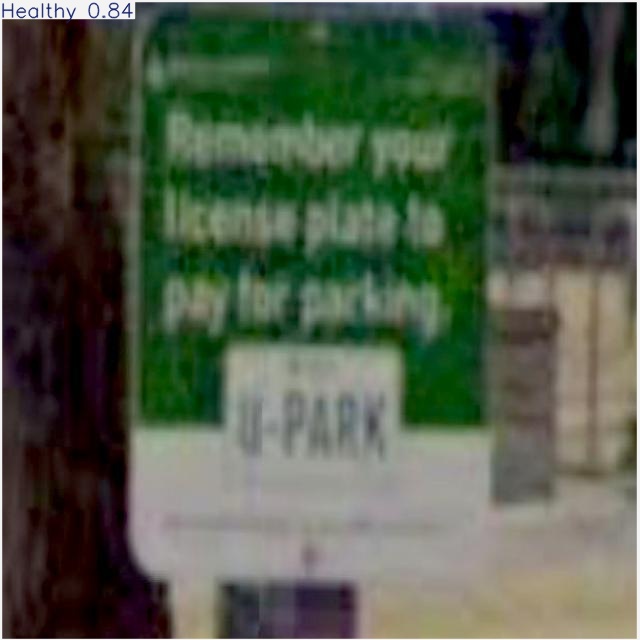 Healthy 0.84
Remember your
license plate to
pay for parking.
U-PARK